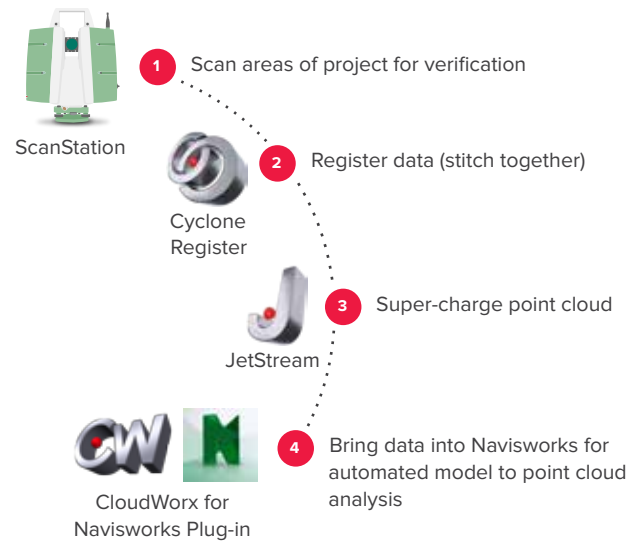 1
Scan areas of project for verification
ScanStation
2
Register data (stitch together)
Cyclone
Register
3
Super-charge point cloud
J
JetStream
4
Bring data into Navisworks for
automated model to point cloud
analysis
CW
N
CloudWorx for
Navisworks Plug-in